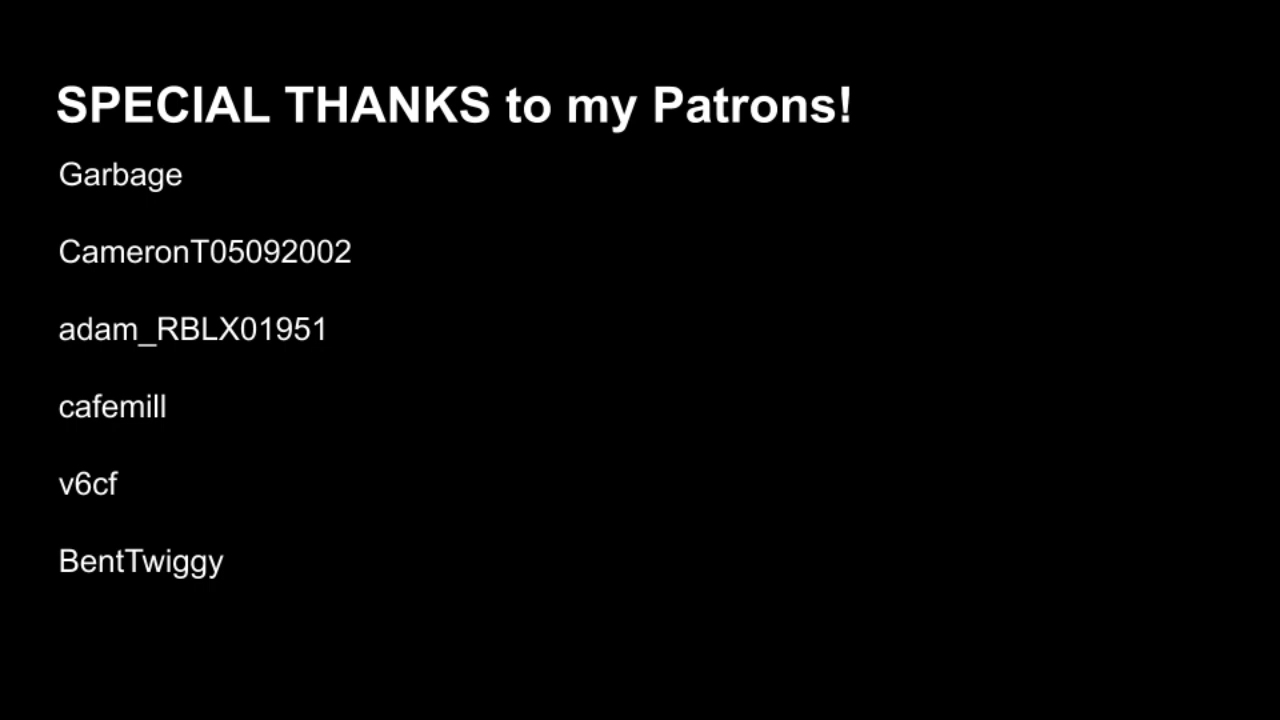 SPECIAL THANKS to my Patrons!
Garbage
CameronT05092002
adam_RBLX01951
cafemill
v6cf
BentTwiggy